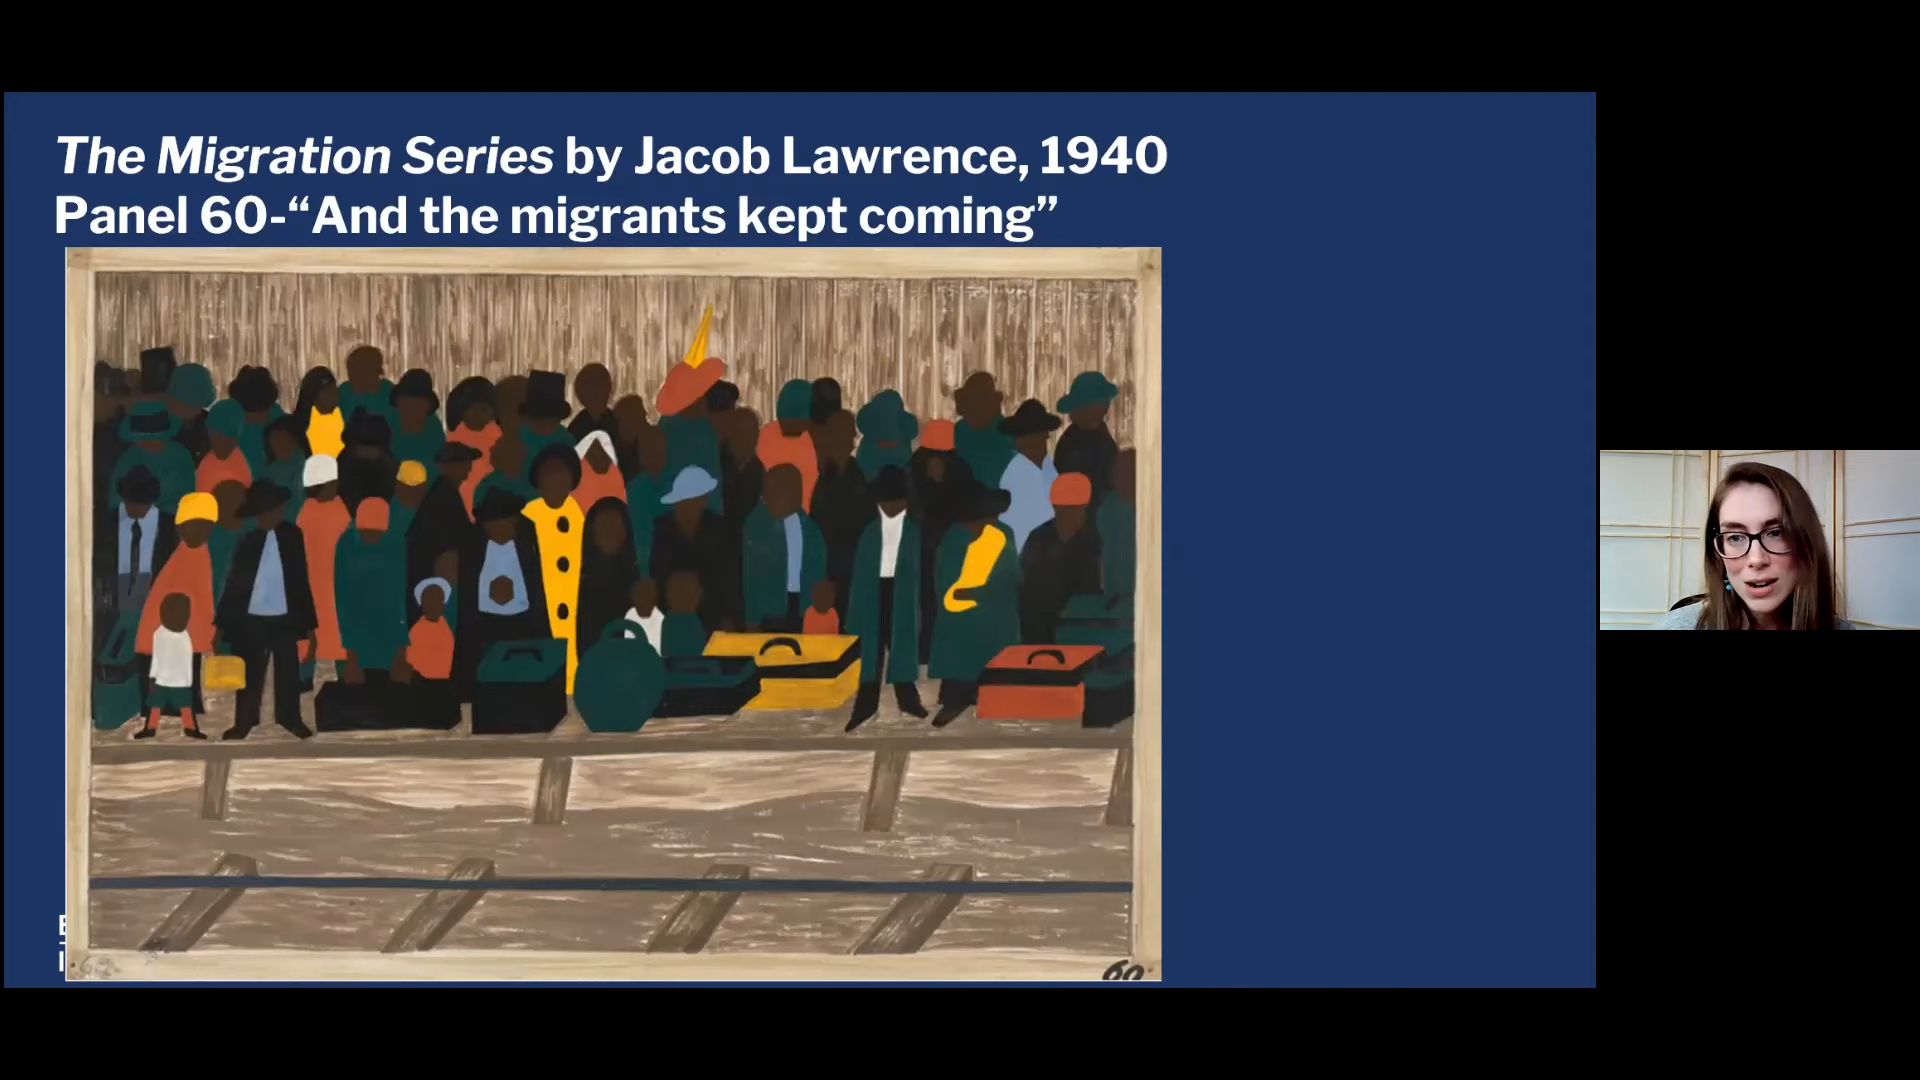 The Migration Series by Jacob Lawrence, 1940
Panel 60-“And the migrants kept coming”
60